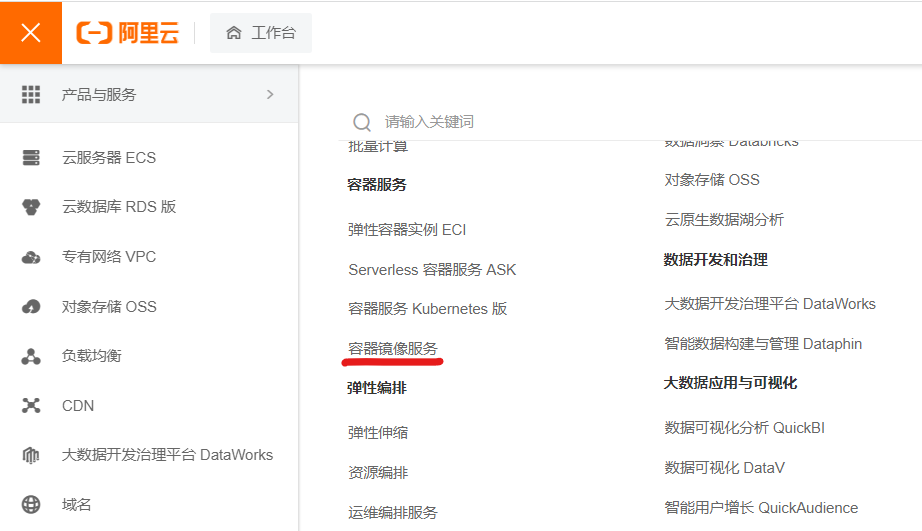 阿里云
工作台
产品与服务
云服务器 ECS
云数据库 RDS 版
专有网络 VPC
对象存储 OSS
负载均衡
CDN
大数据开发治理平台 DataWorks
域名
请输入关键词
批量计算
容器服务
弹性容器实例 ECI
Serverless 容器服务 ASK
容器服务 Kubernetes 版
容器镜像服务
弹性编排
弹性伸缩
资源编排
运维编排服务
数据洞察 Databricks
对象存储 OSS
云原生数据湖分析
数据开发和治理
大数据开发治理平台 DataWorks
智能数据构建与管理 Dataphin
大数据应用与可视化
数据可视化分析 QuickBI
数据可视化 DataV
智能用户增长 QuickAudience